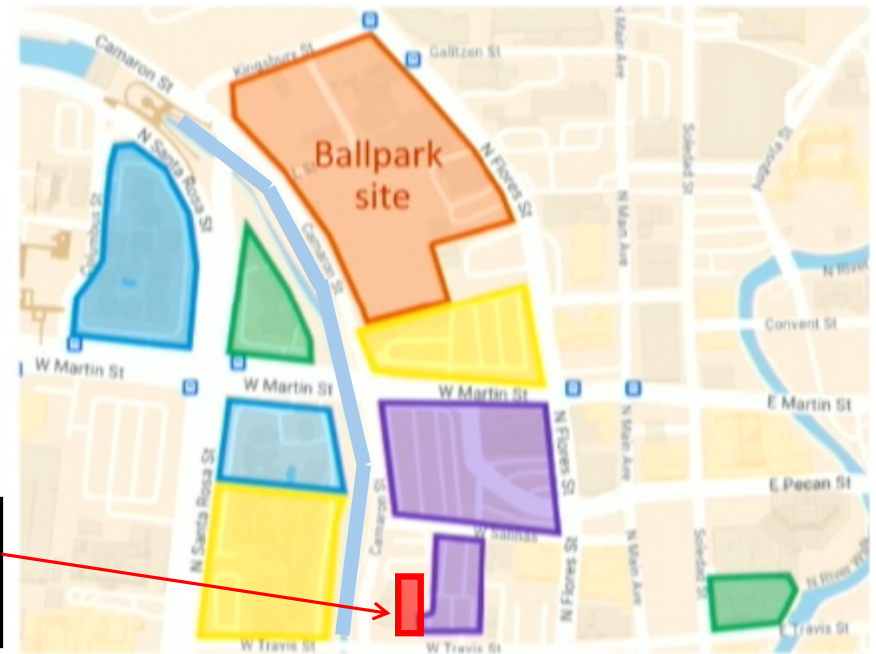 Camaron St
Kingsbury St
Gallitzen St
N Main Ave
N Santa Rosa St
Ballpark
site
N Flores St
Soledad St
Augusta St
Columbus St
Camaron St
N Main Ave
N River
Convent St
W Martin St
W Martin St
W Martin St
E Martin St
N Flores St
N Main Ave
N Santa Rosa St
Camaron St
E Pecan St
W Salinas
N Flores St
N Main Ave
Soledad St
N River Walk
E Travis St
W Travis St
W Travis St